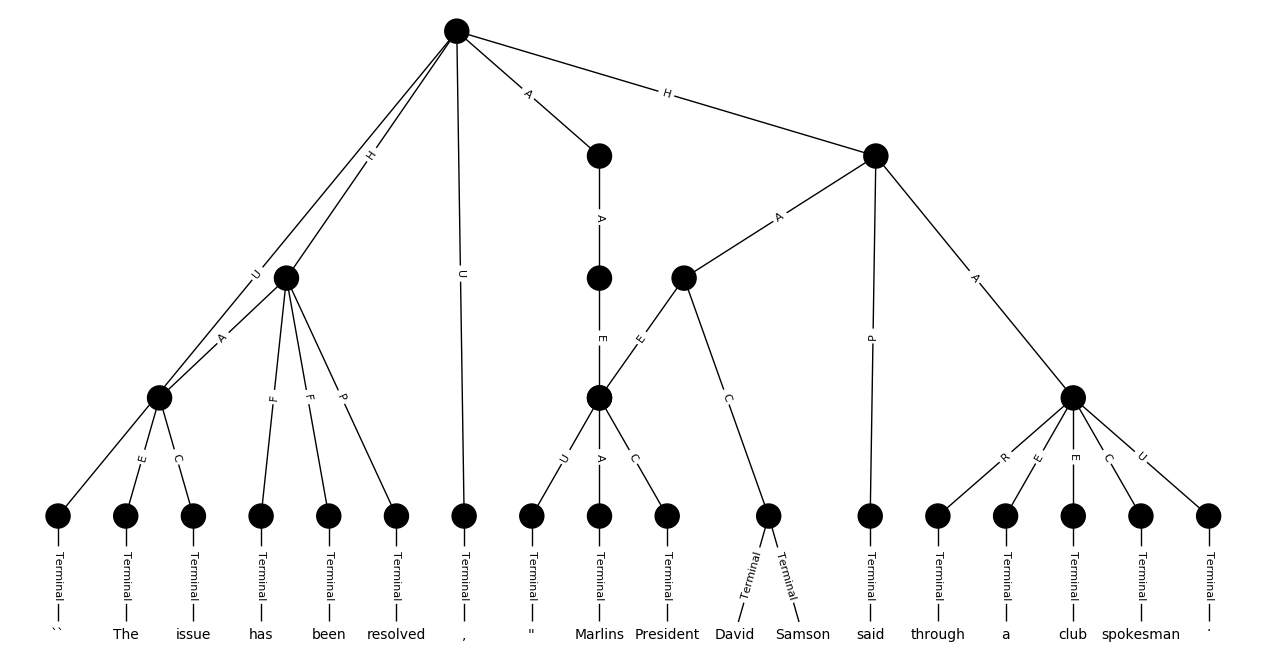 A H
H
A
U U A
A E E A
F F P C P
E C U A C R E E C U
Terminal Terminal Terminal Terminal Terminal Terminal Terminal Terminal Terminal Terminal Terminal Terminal Terminal Terminal Terminal Terminal Terminal Terminal
`` The issue has been resolved , " Marlins President David Samson said through a club spokesman .